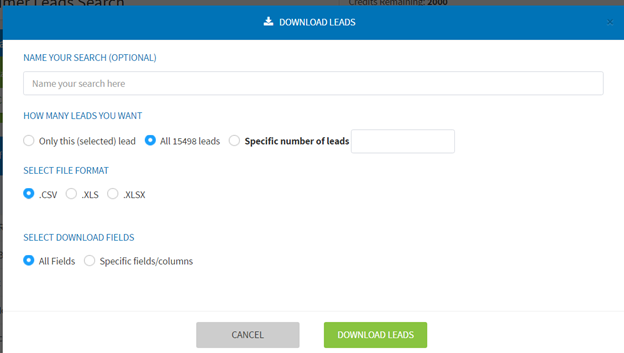 mer Leads Search
Credits Remaining: 2000
DOWNLOAD LEADS
×
NAME YOUR SEARCH (OPTIONAL)
Name your search here
HOW MANY LEADS YOU WANT
Only this (selected) lead All 15498 leads Specific number of leads
SELECT FILE FORMAT
.CSV .XLS .XLSX
SELECT DOWNLOAD FIELDS
All Fields Specific fields/columns
CANCEL DOWNLOAD LEADS